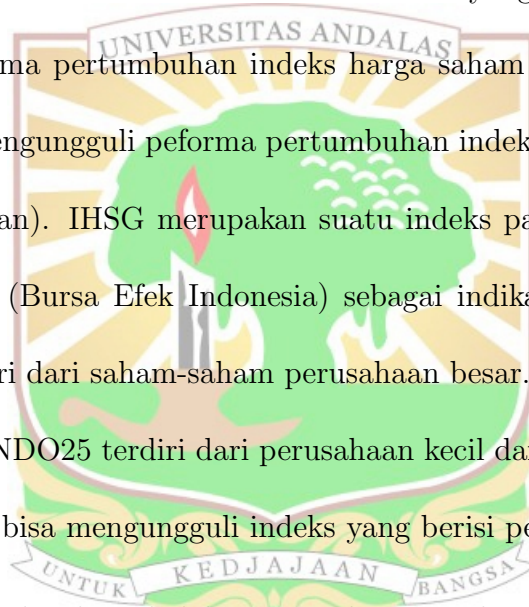 UNIVERSITAS ANDALAS
ma pertumbuhan indeks harga saham
engungguli peforma pertumbuhan indek
an). IHSG merupakan suatu indeks pa
(Bursa Efek Indonesia) sebagai indika
ri dari saham-saham perusahaan besar.
NDO25 terdiri dari perusahaan kecil dan
bisa mengungguli indeks yang berisi pe
UNTUK KEDJAJAAN BANGSA